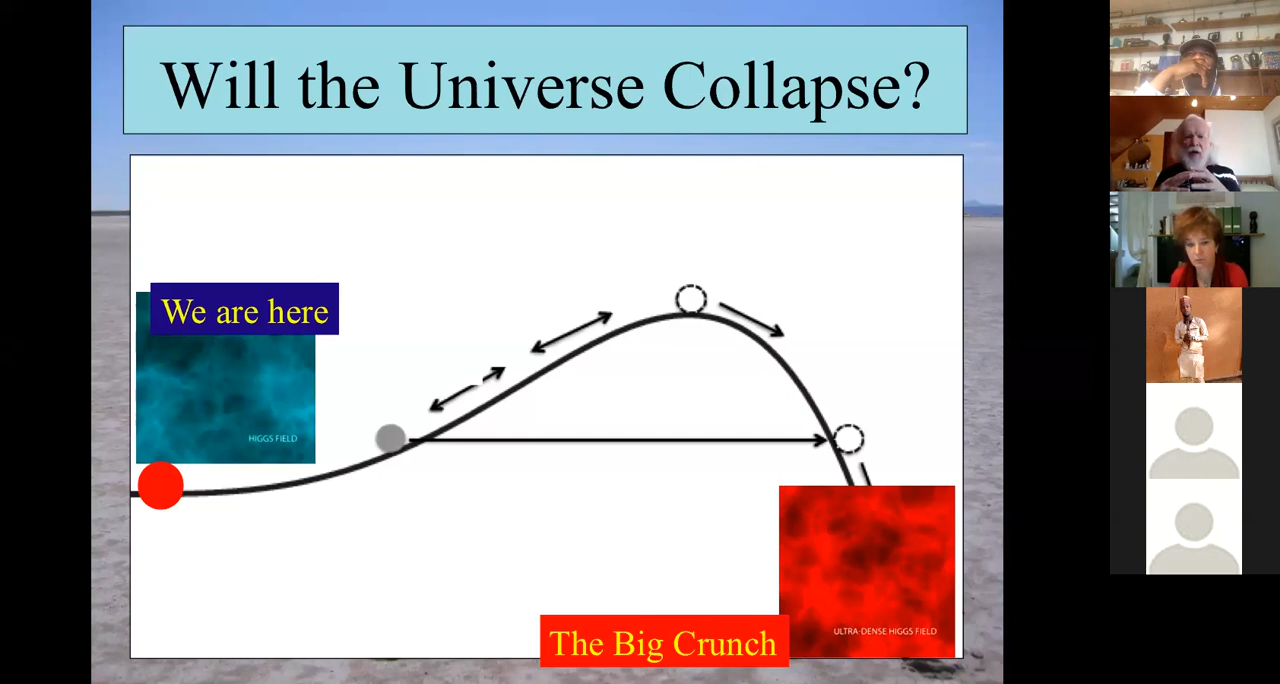 Will the Universe Collapse?
We are here
HIGGS FIELD
ULTRA-DENSE HIGGS FIELD
The Big Crunch